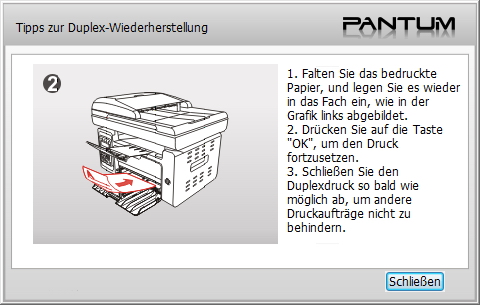 Tipps zur Duplex-Wiederherstellung
PANTUM
2
1. Falten Sie das bedruckte
Papier, und legen Sie es wieder
in das Fach ein, wie in der
Grafik links abgebildet.
2. Drücken Sie auf die Taste
"OK", um den Druck
fortzusetzen.
3. Schließen Sie den
Duplexdruck so bald wie
möglich ab, um andere
Druckaufträge nicht zu
behindern.
Schließen